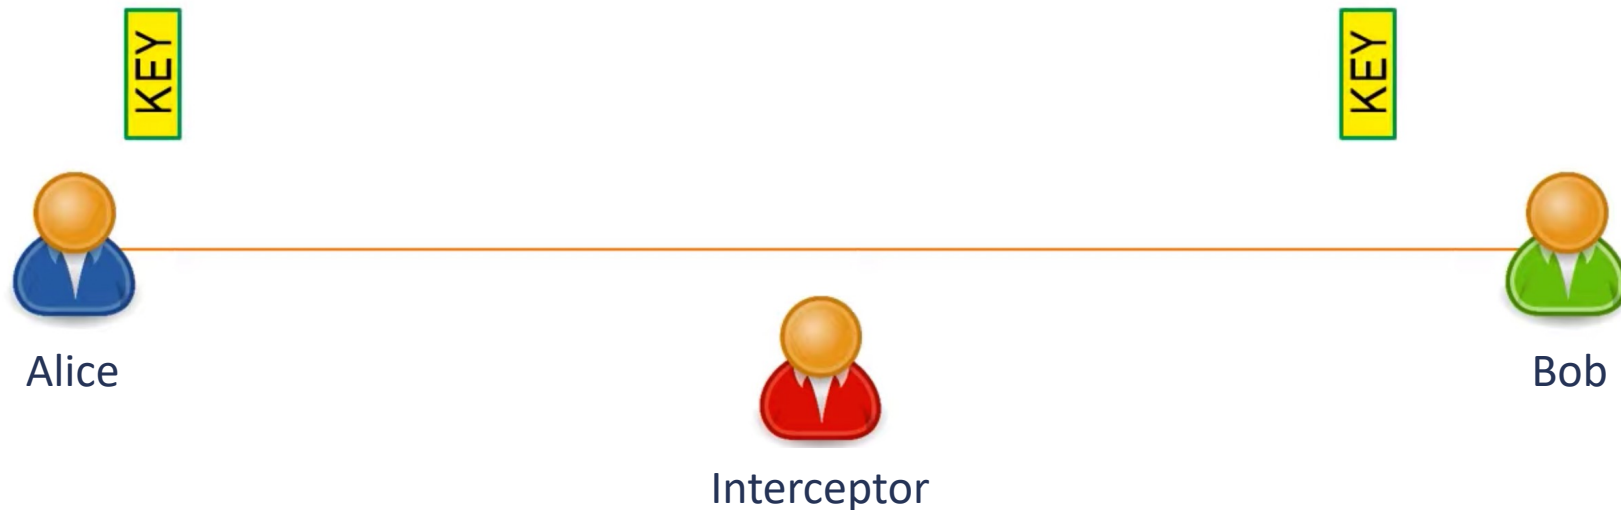 KEY
KEY
Alice
Bob
Interceptor